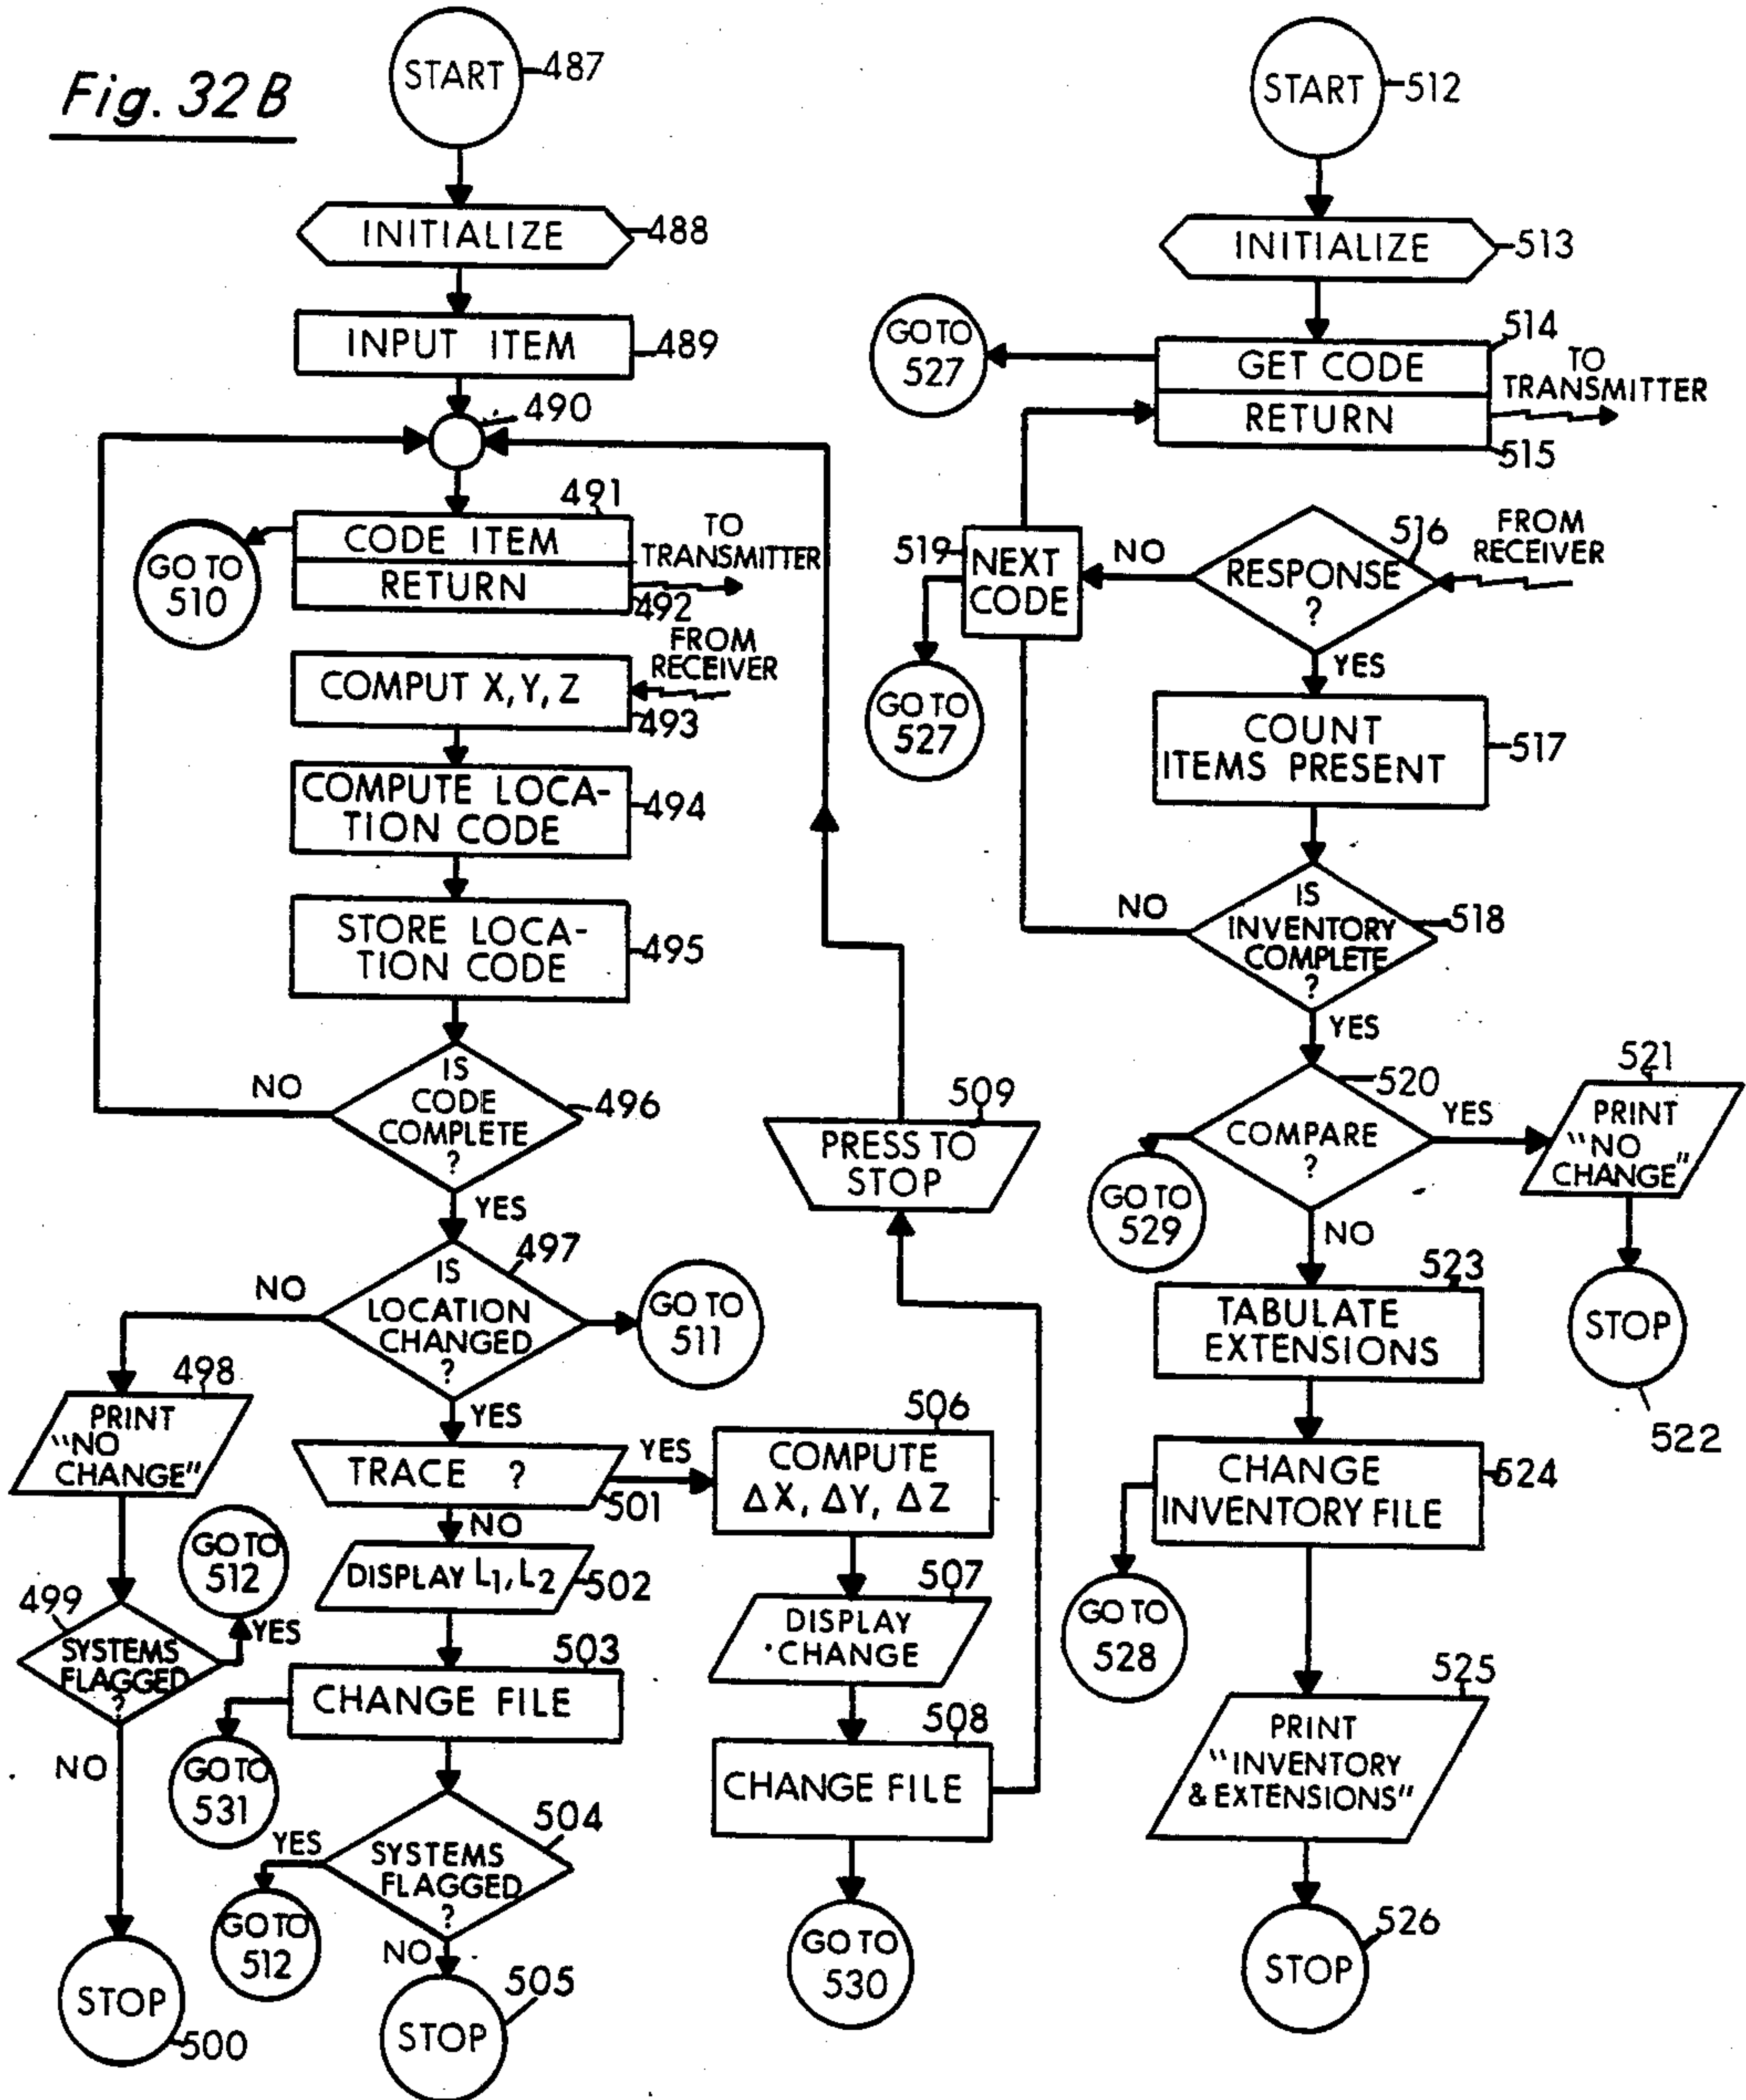 Fig. 32B
START
487
INITIALIZE
488
INPUT ITEM
489
490
491
CODE ITEM
RETURN
492
TO
TRANSMITTER
GO TO
510
FROM
RECEIVER
COMPUT X, Y, Z
493
COMPUTE LOCA-
TION CODE
494
STORE LOCA-
TION CODE
495
IS
CODE
COMPLETE
?
496
NO
YES
IS
LOCATION
CHANGED
?
497
NO
GO TO
511
YES
498
PRINT
"NO
CHANGE"
499
SYSTEMS
FLAGGED
?
YES
GO TO
512
NO
STOP
500
TRACE ?
501
YES
NO
DISPLAY L1, L2
502
503
CHANGE FILE
GO TO
531
504
SYSTEMS
FLAGGED
?
YES
GO TO
512
NO
STOP
505
506
COMPUTE
ΔX, ΔY, ΔZ
507
DISPLAY
CHANGE
508
CHANGE FILE
GO TO
530
509
PRESS TO
STOP
START
512
INITIALIZE
513
514
GET CODE
RETURN
515
TO
TRANSMITTER
GO TO
527
FROM
RECEIVER
516
RESPONSE
?
NO
519
NEXT
CODE
GO TO
527
YES
COUNT
ITEMS PRESENT
517
IS
INVENTORY
COMPLETE
?
518
NO
YES
520
COMPARE
?
YES
521
PRINT
"NO
CHANGE"
STOP
522
GO TO
529
NO
523
TABULATE
EXTENSIONS
CHANGE
INVENTORY FILE
524
GO TO
528
525
PRINT
"INVENTORY
& EXTENSIONS"
526
STOP